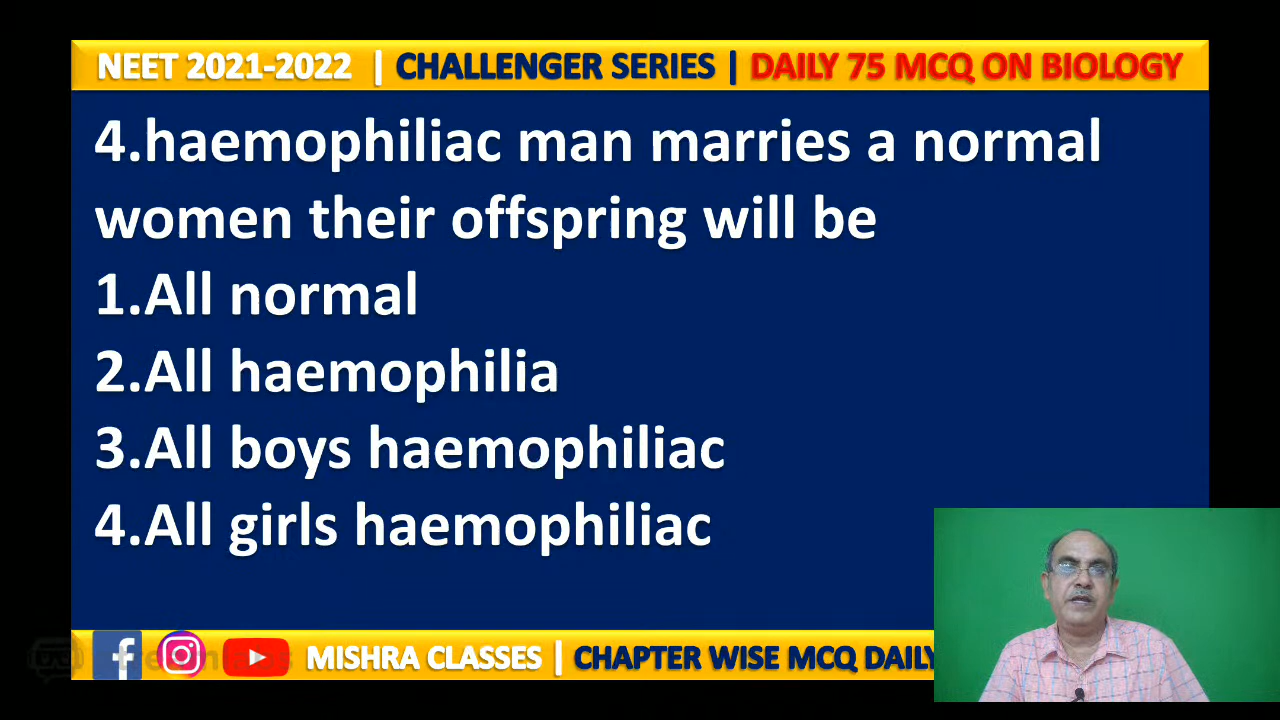 NEET 2021-2022 | CHALLENGER SERIES | DAILY 75 MCQ ON BIOLOGY
4.haemophiliac man marries a normal
women their offspring will be
1.All normal
2.All haemophilia
3.All boys haemophiliac
4.All girls haemophiliac
MISHRA CLASSES | CHAPTER WISE MCQ DAILY